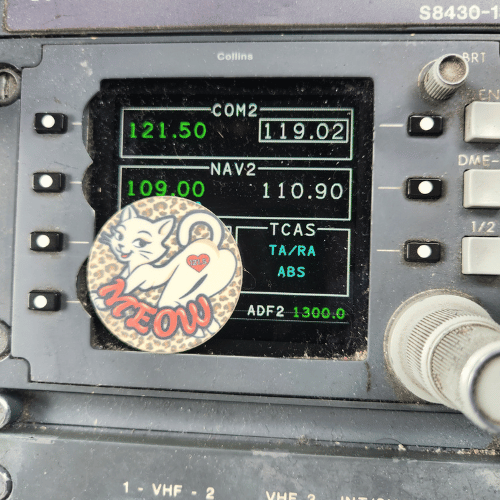 S8430-1
Collins
BRT
COM2
121.50 119.02
NAV2
109.00 110.90
DME-
1/2
TCAS
TA/RA
ABS
MEOW
ADF2 1300.0
1 - VHF - 2
VHF 3